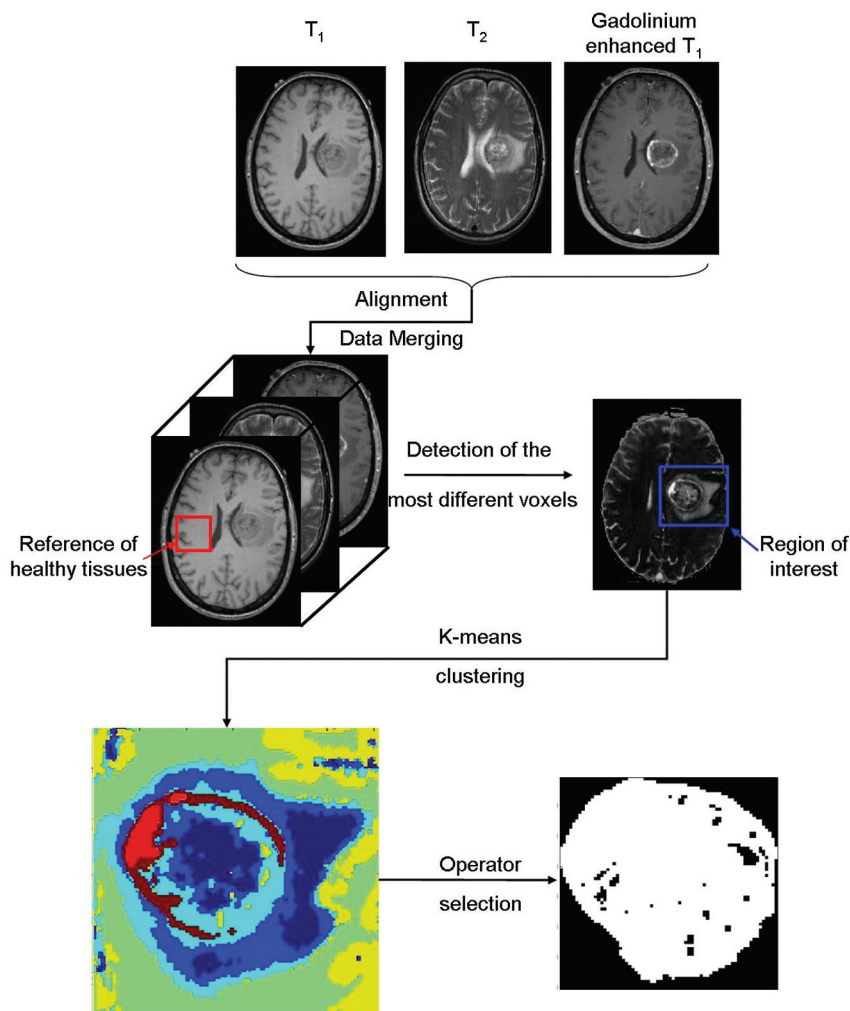 T1
T2
Gadolinium
enhanced T1
Alignment
Data Merging
Detection of the
most different voxels
Reference of
healthy tissues
Region of
interest
K-means
clustering
Operator
selection